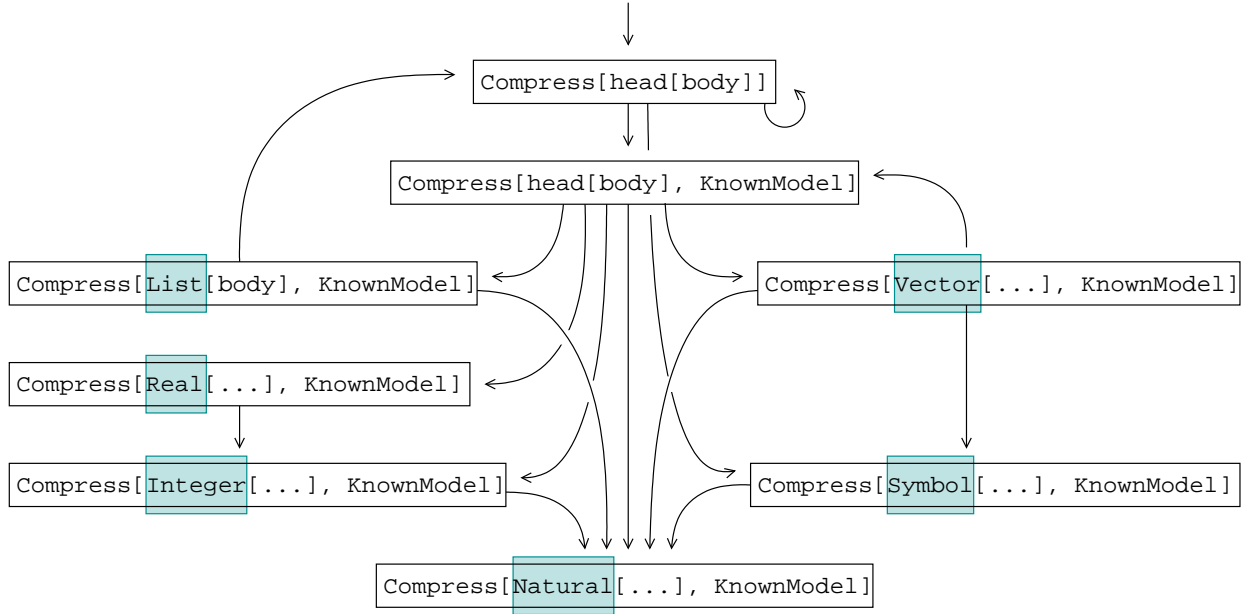 Compress[head[body]]
Compress[head[body], KnownModel]
Compress[List[body], KnownModel]
Compress[Vector[...], KnownModel]
Compress[Real[...], KnownModel]
Compress[Integer[...], KnownModel]
Compress[Symbol[...], KnownModel]
Compress[Natural[...], KnownModel]